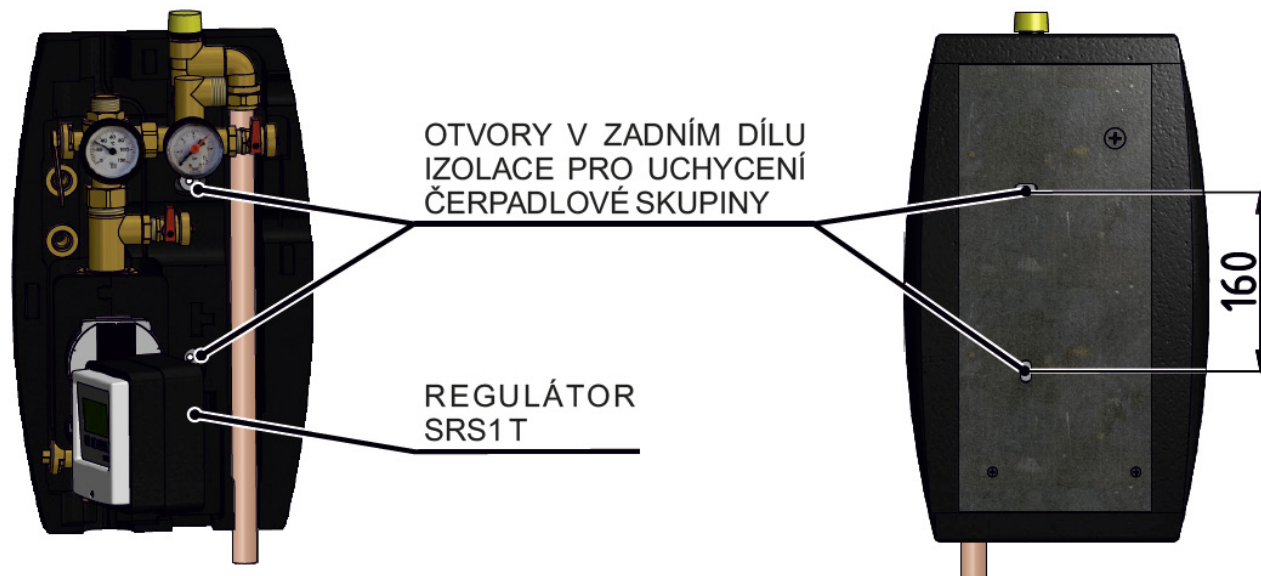 OTVORY V ZADNÍM DÍLU
IZOLACE PRO UCHYCENÍ
ČERPADLOVÉ SKUPINY
160
REGULÁTOR
SRS1 T